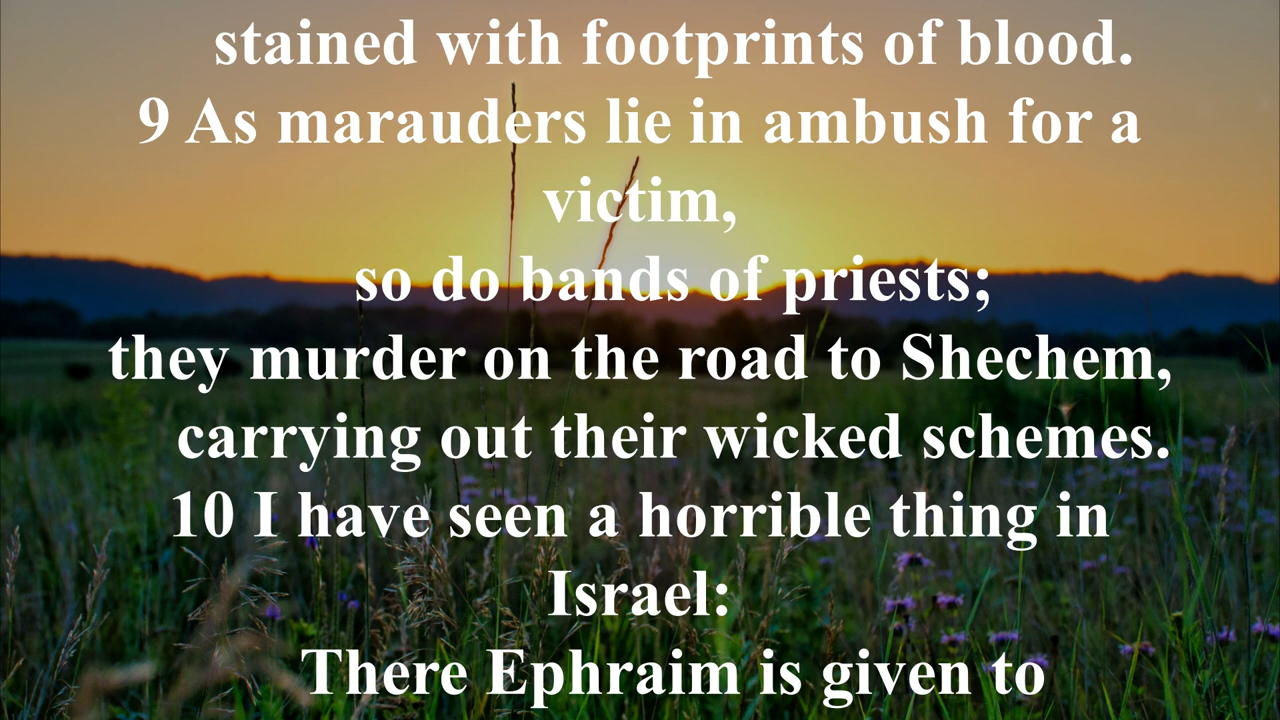 stained with footprints of blood.
9 As marauders lie in ambush for a
victim,
so do bands of priests;
they murder on the road to Shechem,
carrying out their wicked schemes.
10 I have seen a horrible thing in
Israel:
There Ephraim is given to